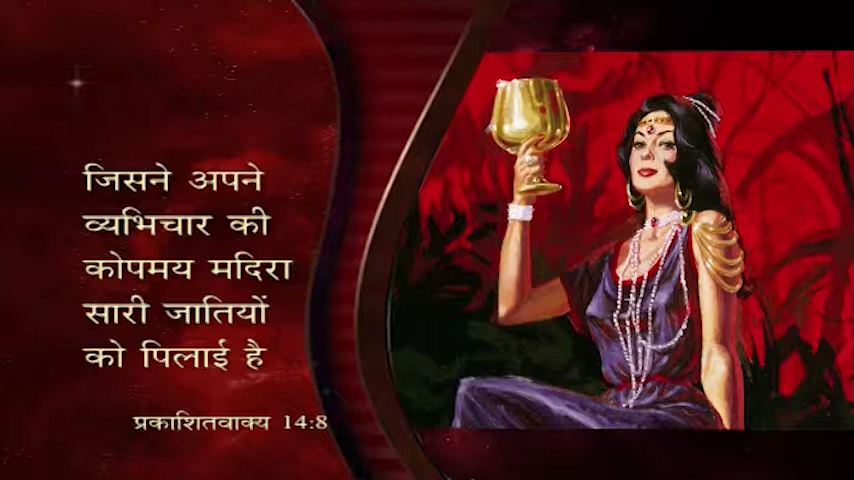 जिसने अपने
व्यभिचार की
कोपमय मदिरा
सारी जातियों
को पिलाई है
प्रकाशितवाक्य 14:8